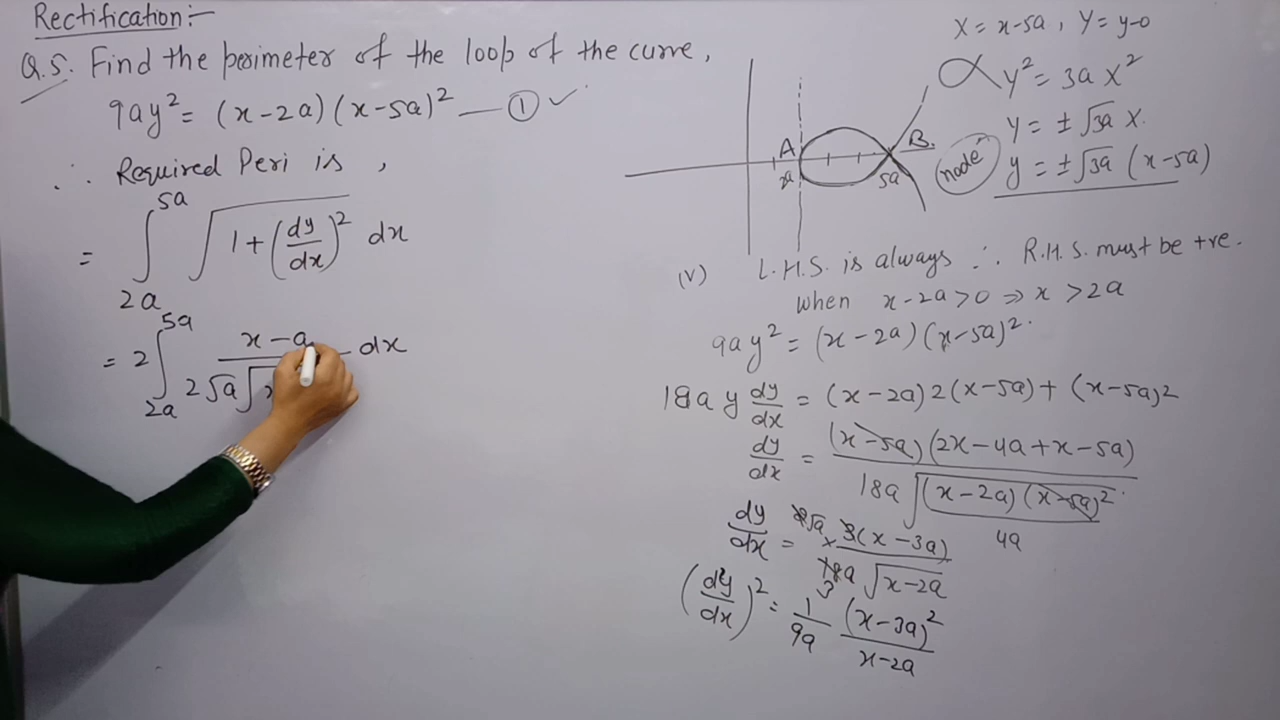 Rectification:-
Q.5. Find the perimeter of the loop of the curve,
9ay² = (x-2a)(x-5a)² — ① ✓
∴ Required Peri is,
= ∫_{2a}^{5a} √(1+(dy/dx)²) dx
= 2 ∫_{2a}^{5a} (x-a)/(2√a √ dx
X = x-5a, Y = y-0
Y² = 3a X²
Y = ± √3a X.
y = ± √3a (x-5a)
node
A B.
2a 5a
(V) L.H.S. is always ∴ R.H.S. must be +re.
When x-2a>0 ⇒ x>2a
9ay² = (x-2a)(x-5a)².
18ay dy/dx = (x-2a)2(x-5a)+(x-5a)²
dy/dx = (x-5a)(2x-4a+x-5a) / 18a√((x-2a)(x-5a)²)
9a
dy/dx = 3(x-3a) / 18a√(x-2a)
(dy/dx)² = 1/9a (x-3a)²/(x-2a)